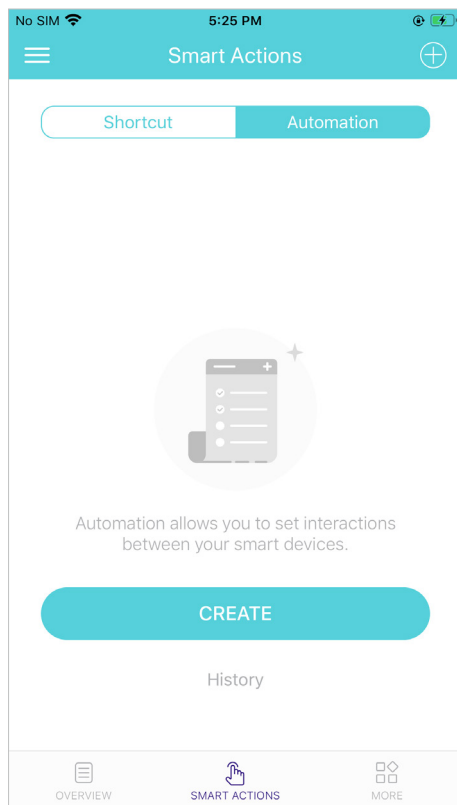 No SIM 5:25 PM
Smart Actions
Shortcut Automation
Automation allows you to set interactions
between your smart devices.
CREATE
History
OVERVIEW SMART ACTIONS MORE